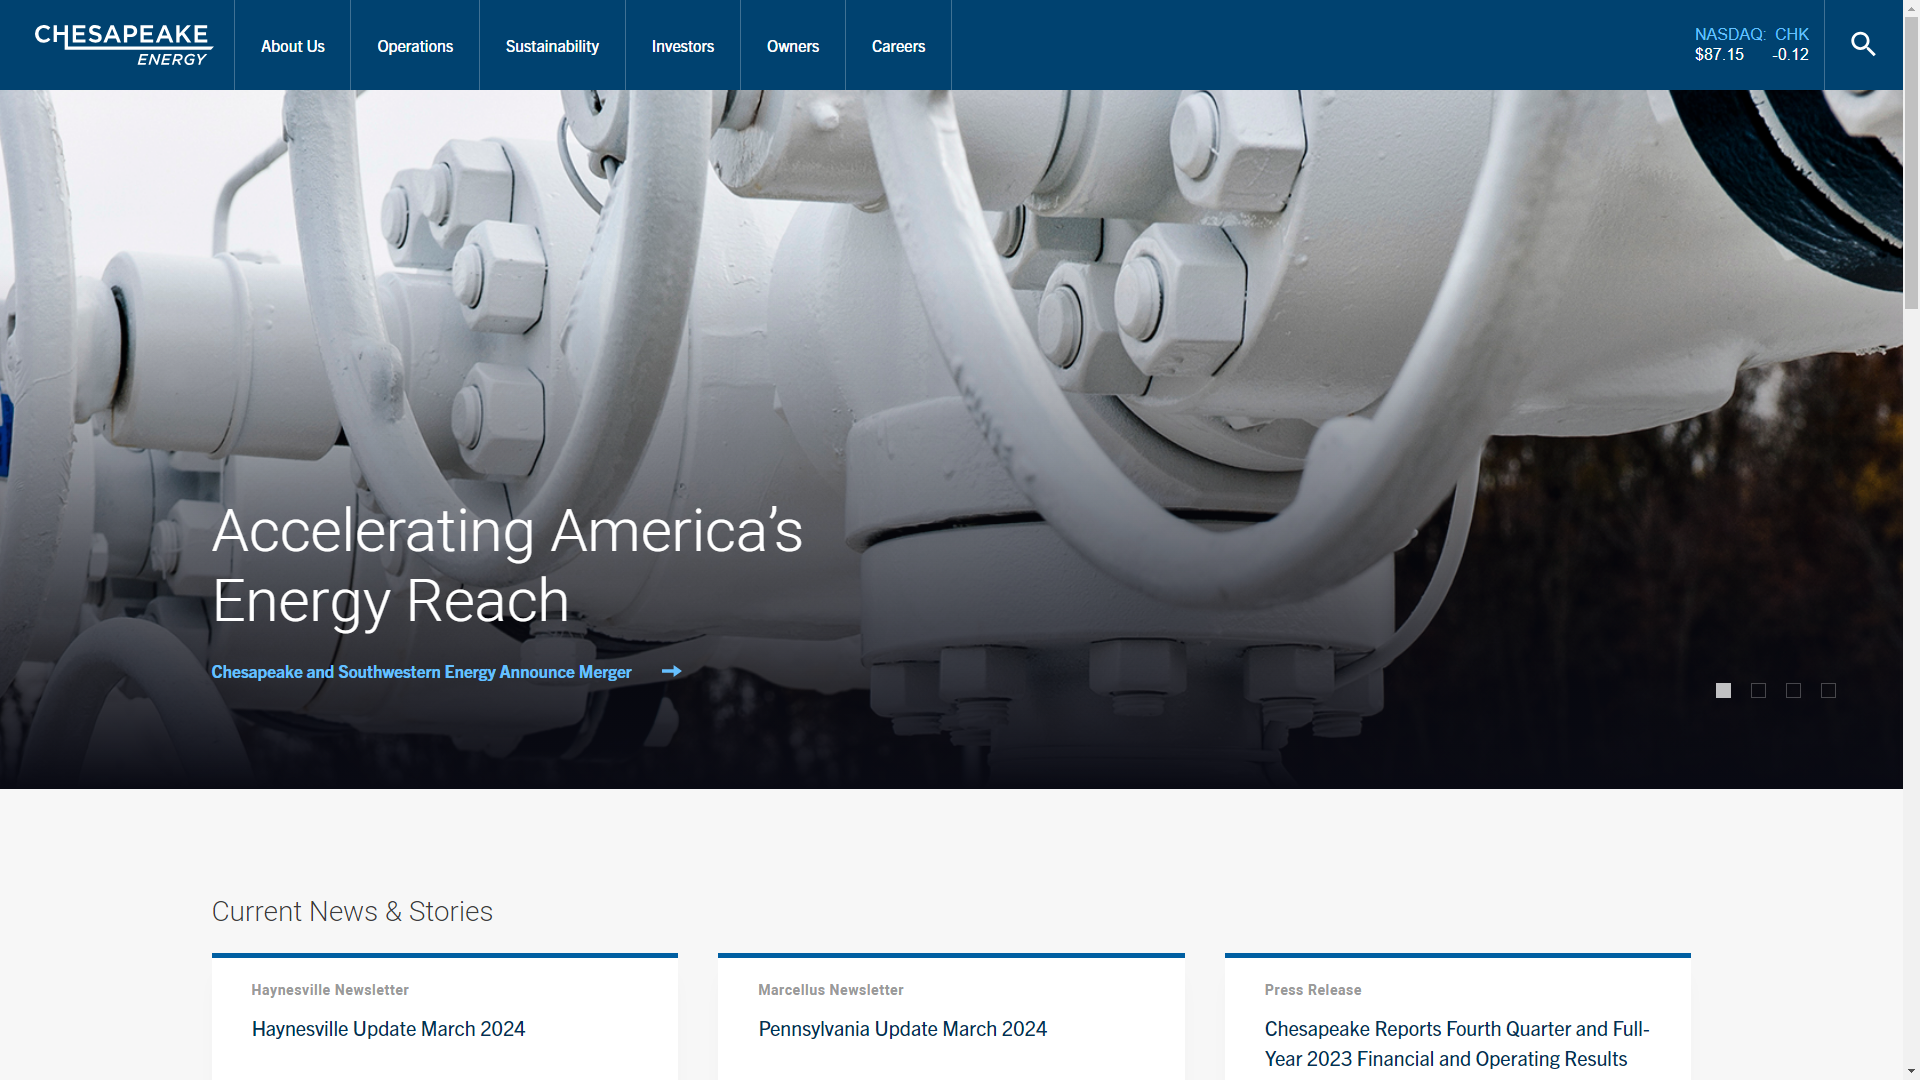 CHESAPEAKE
ENERGY
About Us
Operations
Sustainability
Investors
Owners
Careers
NASDAQ: CHK
$87.15 -0.12
Accelerating America’s
Energy Reach
Chesapeake and Southwestern Energy Announce Merger
Current News & Stories
Haynesville Newsletter
Haynesville Update March 2024
Marcellus Newsletter
Pennsylvania Update March 2024
Press Release
Chesapeake Reports Fourth Quarter and Full-
Year 2023 Financial and Operating Results